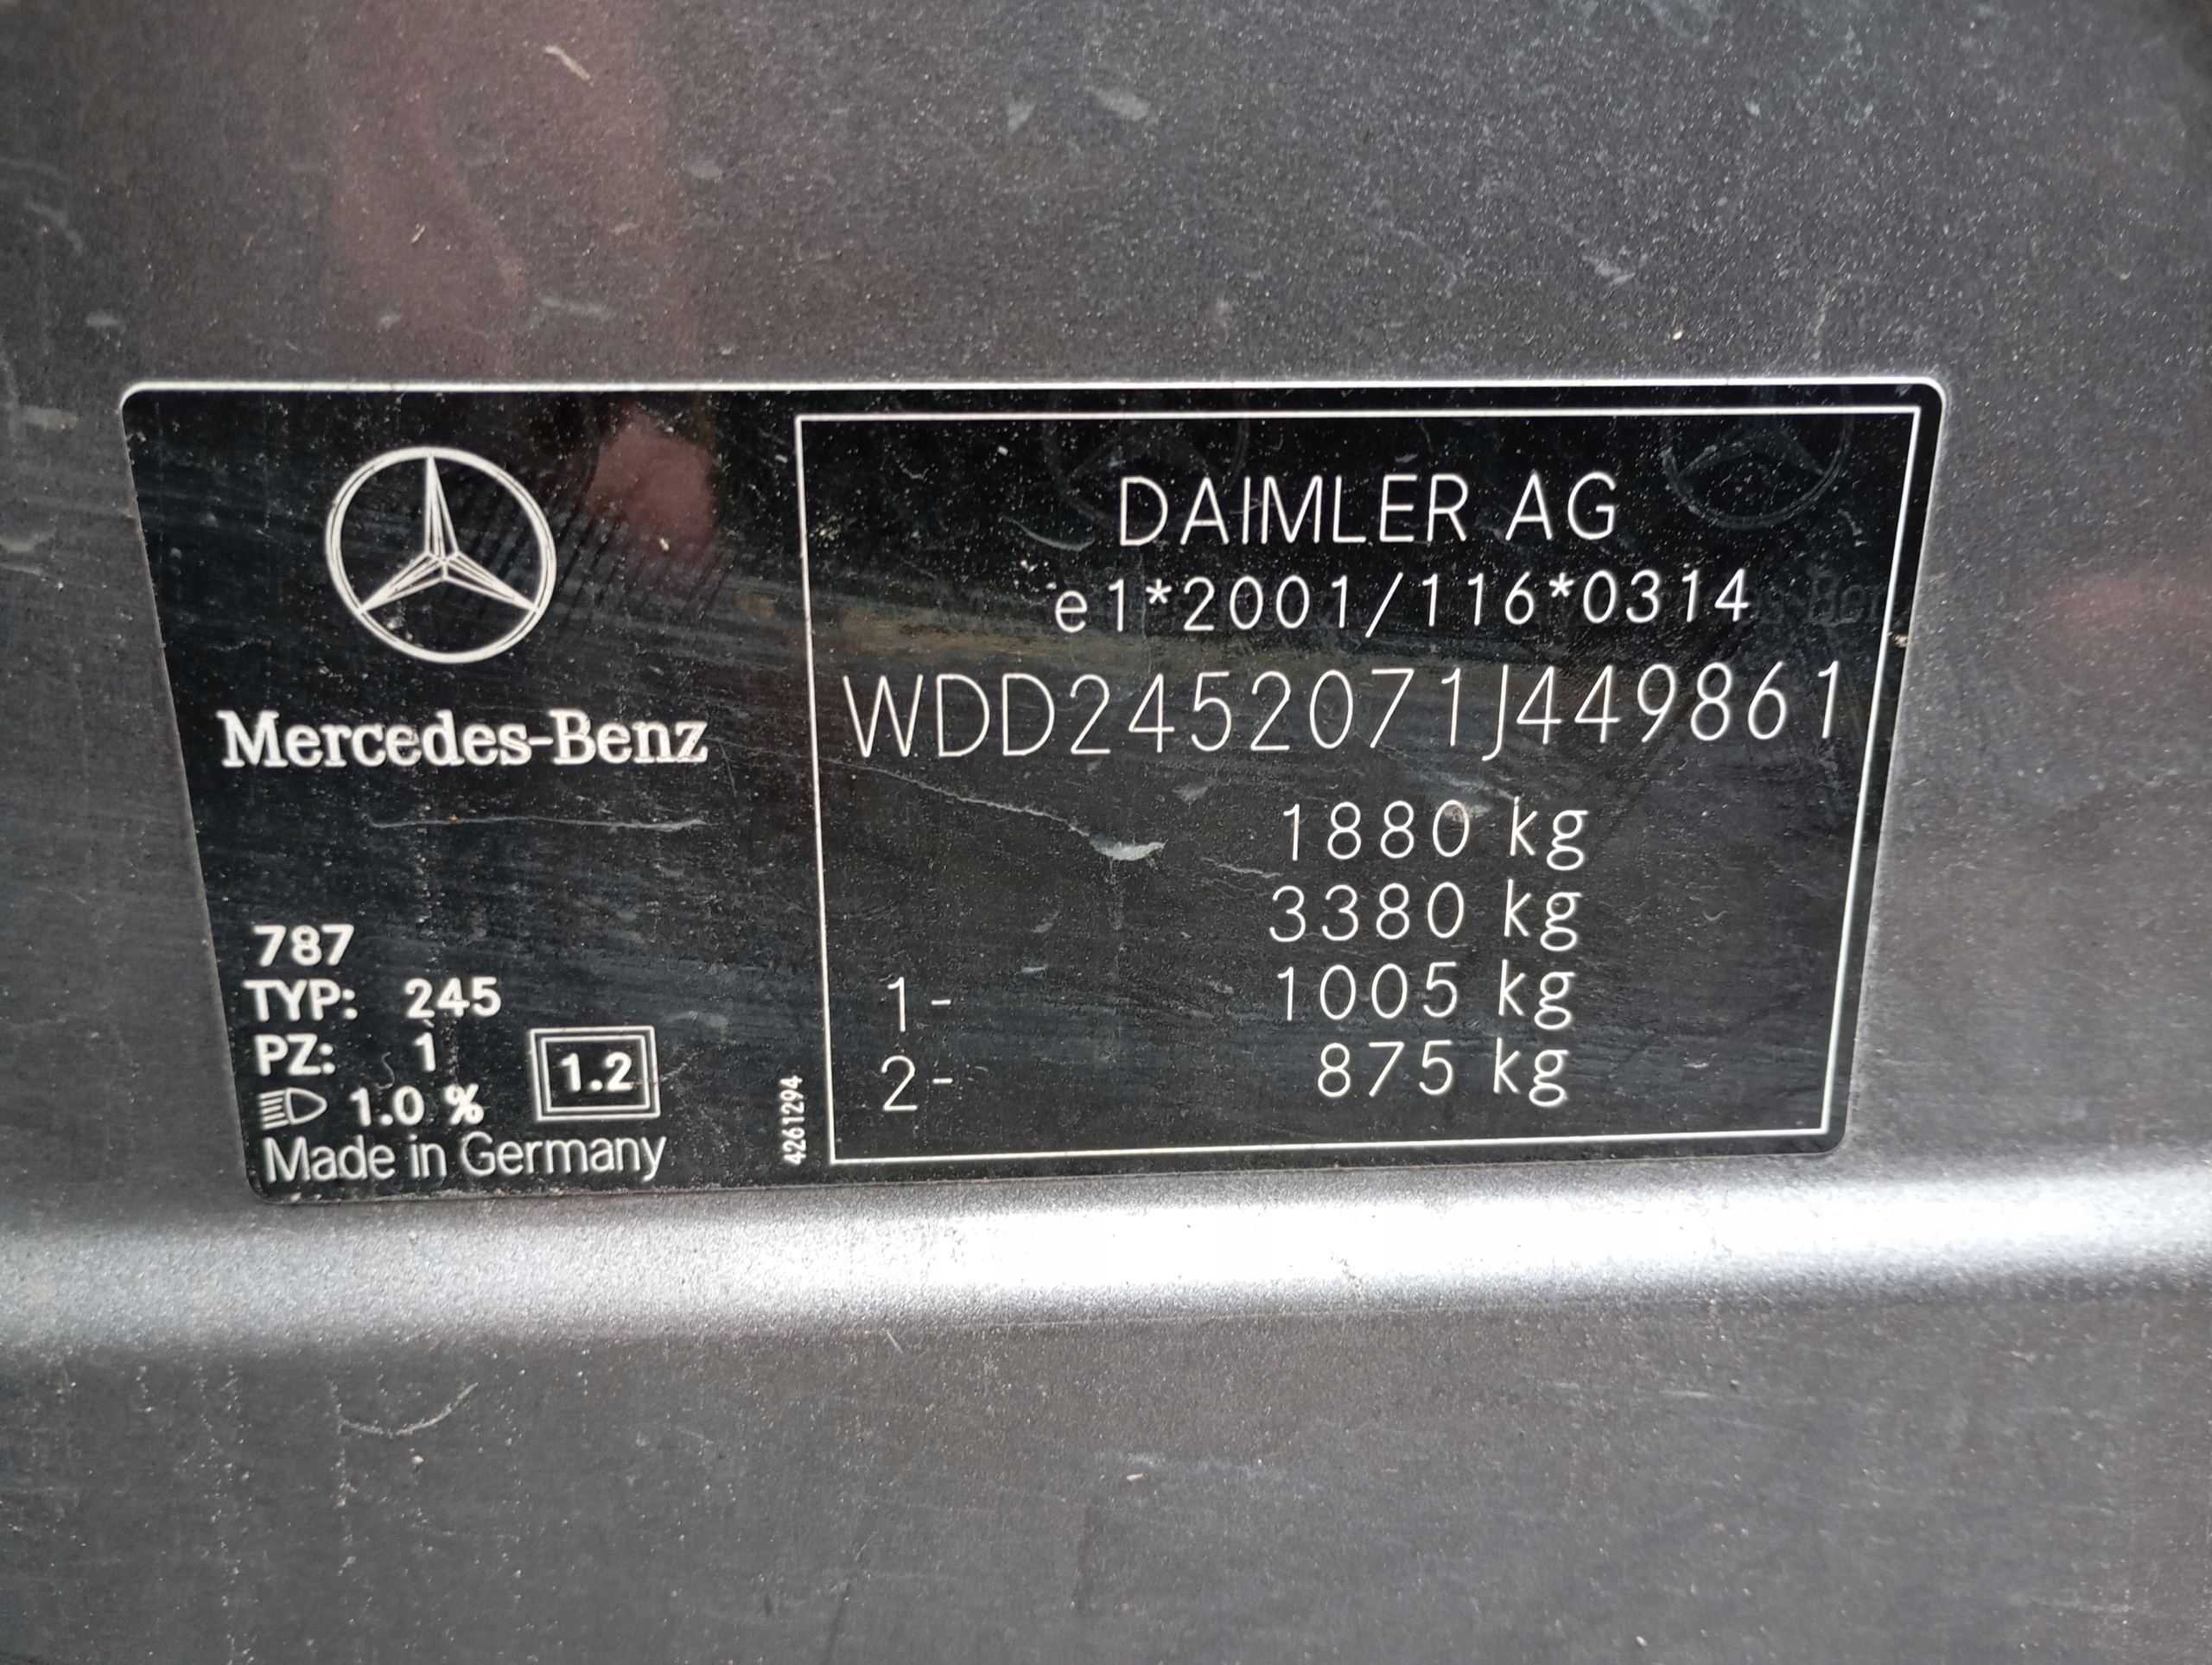 Mercedes-Benz
787
TYP: 245
PZ: 1
1.2
1.0 %
Made in Germany
4261294
DAIMLER AG
e1*2001/116*0314
WDD2452071J449861
1880 kg
3380 kg
1- 1005 kg
2- 875 kg